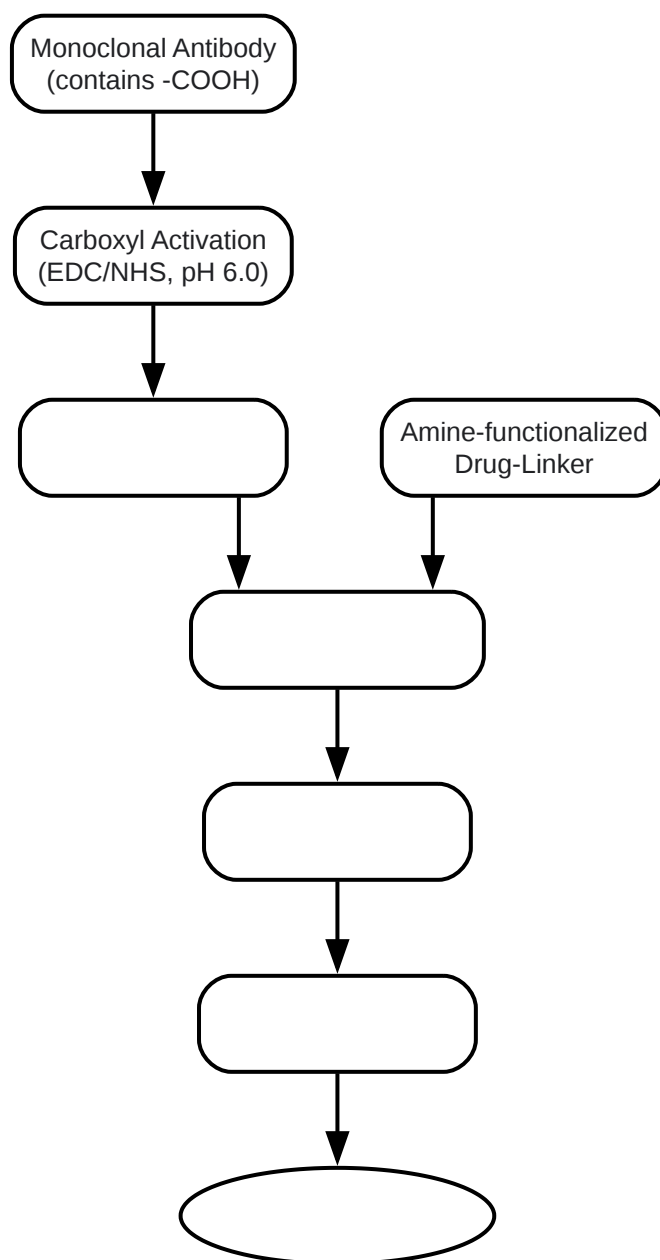 Monoclonal Antibody
(contains -COOH)
Carboxyl Activation
(EDC/NHS, pH 6.0)
Amine-functionalized
Drug-Linker